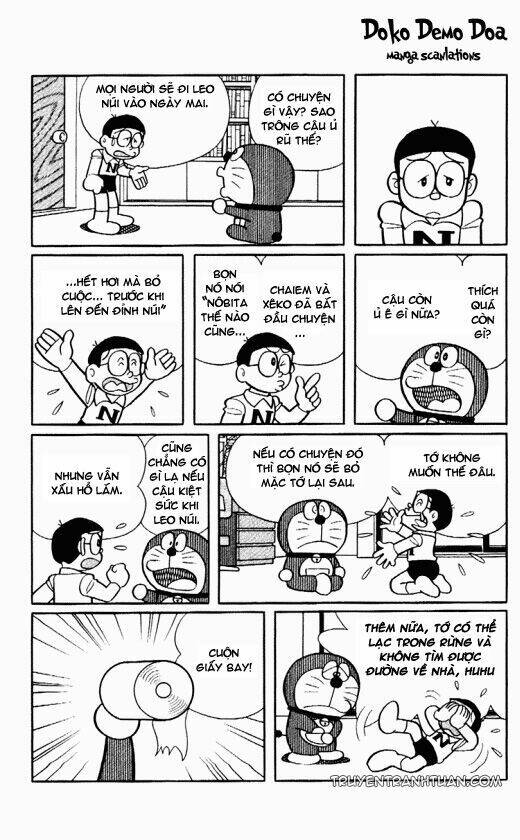 DOKO DEMO DOA
MANGA SCANLATIONS
CÓ CHUYỆN
GÌ VẬY? SAO
TRÔNG CẬU Ủ
RŨ THẾ?
MỌI NGƯỜI SẼ ĐI LEO
NÚI VÀO NGÀY MAI.
N
N
THÍCH
QUÁ
CÒN
GÌ?
CẬU CÒN
Ủ Ê GÌ NỮA?
CHAIEM VÀ
XÊKO ĐÃ BẮT
ĐẦU CHUYỆN
...
BỌN
NÓ NÓI
"NÔBITA
THẾ NÀO
CŨNG...
N
...HẾT HƠI MÀ BỎ
CUỘC... TRƯỚC KHI
LÊN ĐẾN ĐỈNH NÚI"
N
TỚ KHÔNG
MUỐN THẾ ĐÂU.
NẾU CÓ CHUYỆN ĐÓ
THÌ BỌN NÓ SẼ BỎ
MẶC TỚ LẠI SAU.
CŨNG
CHẲNG CÓ
GÌ LẠ NẾU
CẬU KIỆT
SỨC KHI
LEO NÚI.
NHƯNG VẪN
XẤU HỔ LẮM.
THÊM NỮA, TỚ CÓ THỂ
LẠC TRONG RỪNG VÀ
KHÔNG TÌM ĐƯỢC
ĐƯỜNG VỀ NHÀ, HUHU
N
CUỘN
GIẤY BAY!
TRUYENTRANHTUAN.COM